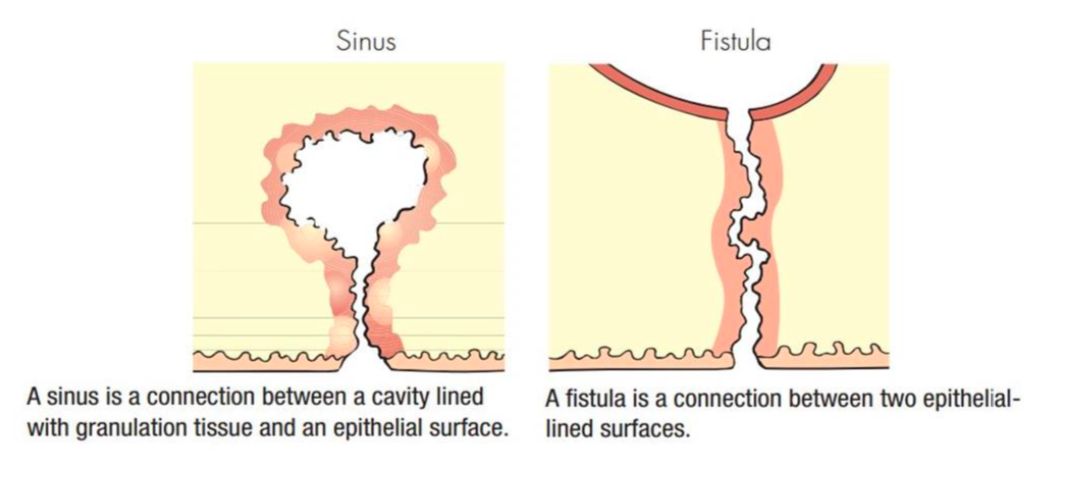 Sinus
Fistula
A sinus is a connection between a cavity lined
with granulation tissue and an epithelial surface.
A fistula is a connection between two epithelial-
lined surfaces.